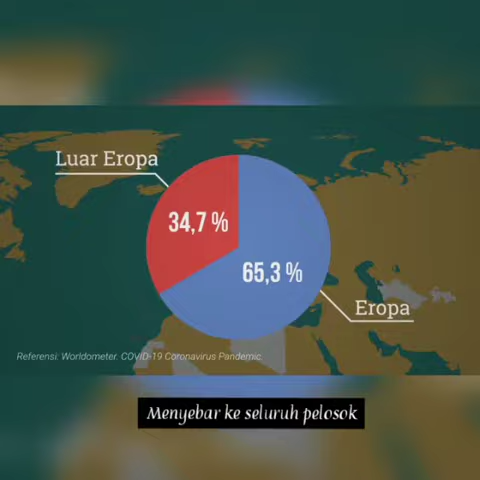 Luar Eropa
34,7 %
65,3 %
Eropa
Referensi: Worldometer. COVID-19 Coronavirus Pandemic.
Menyebar ke seluruh pelosok